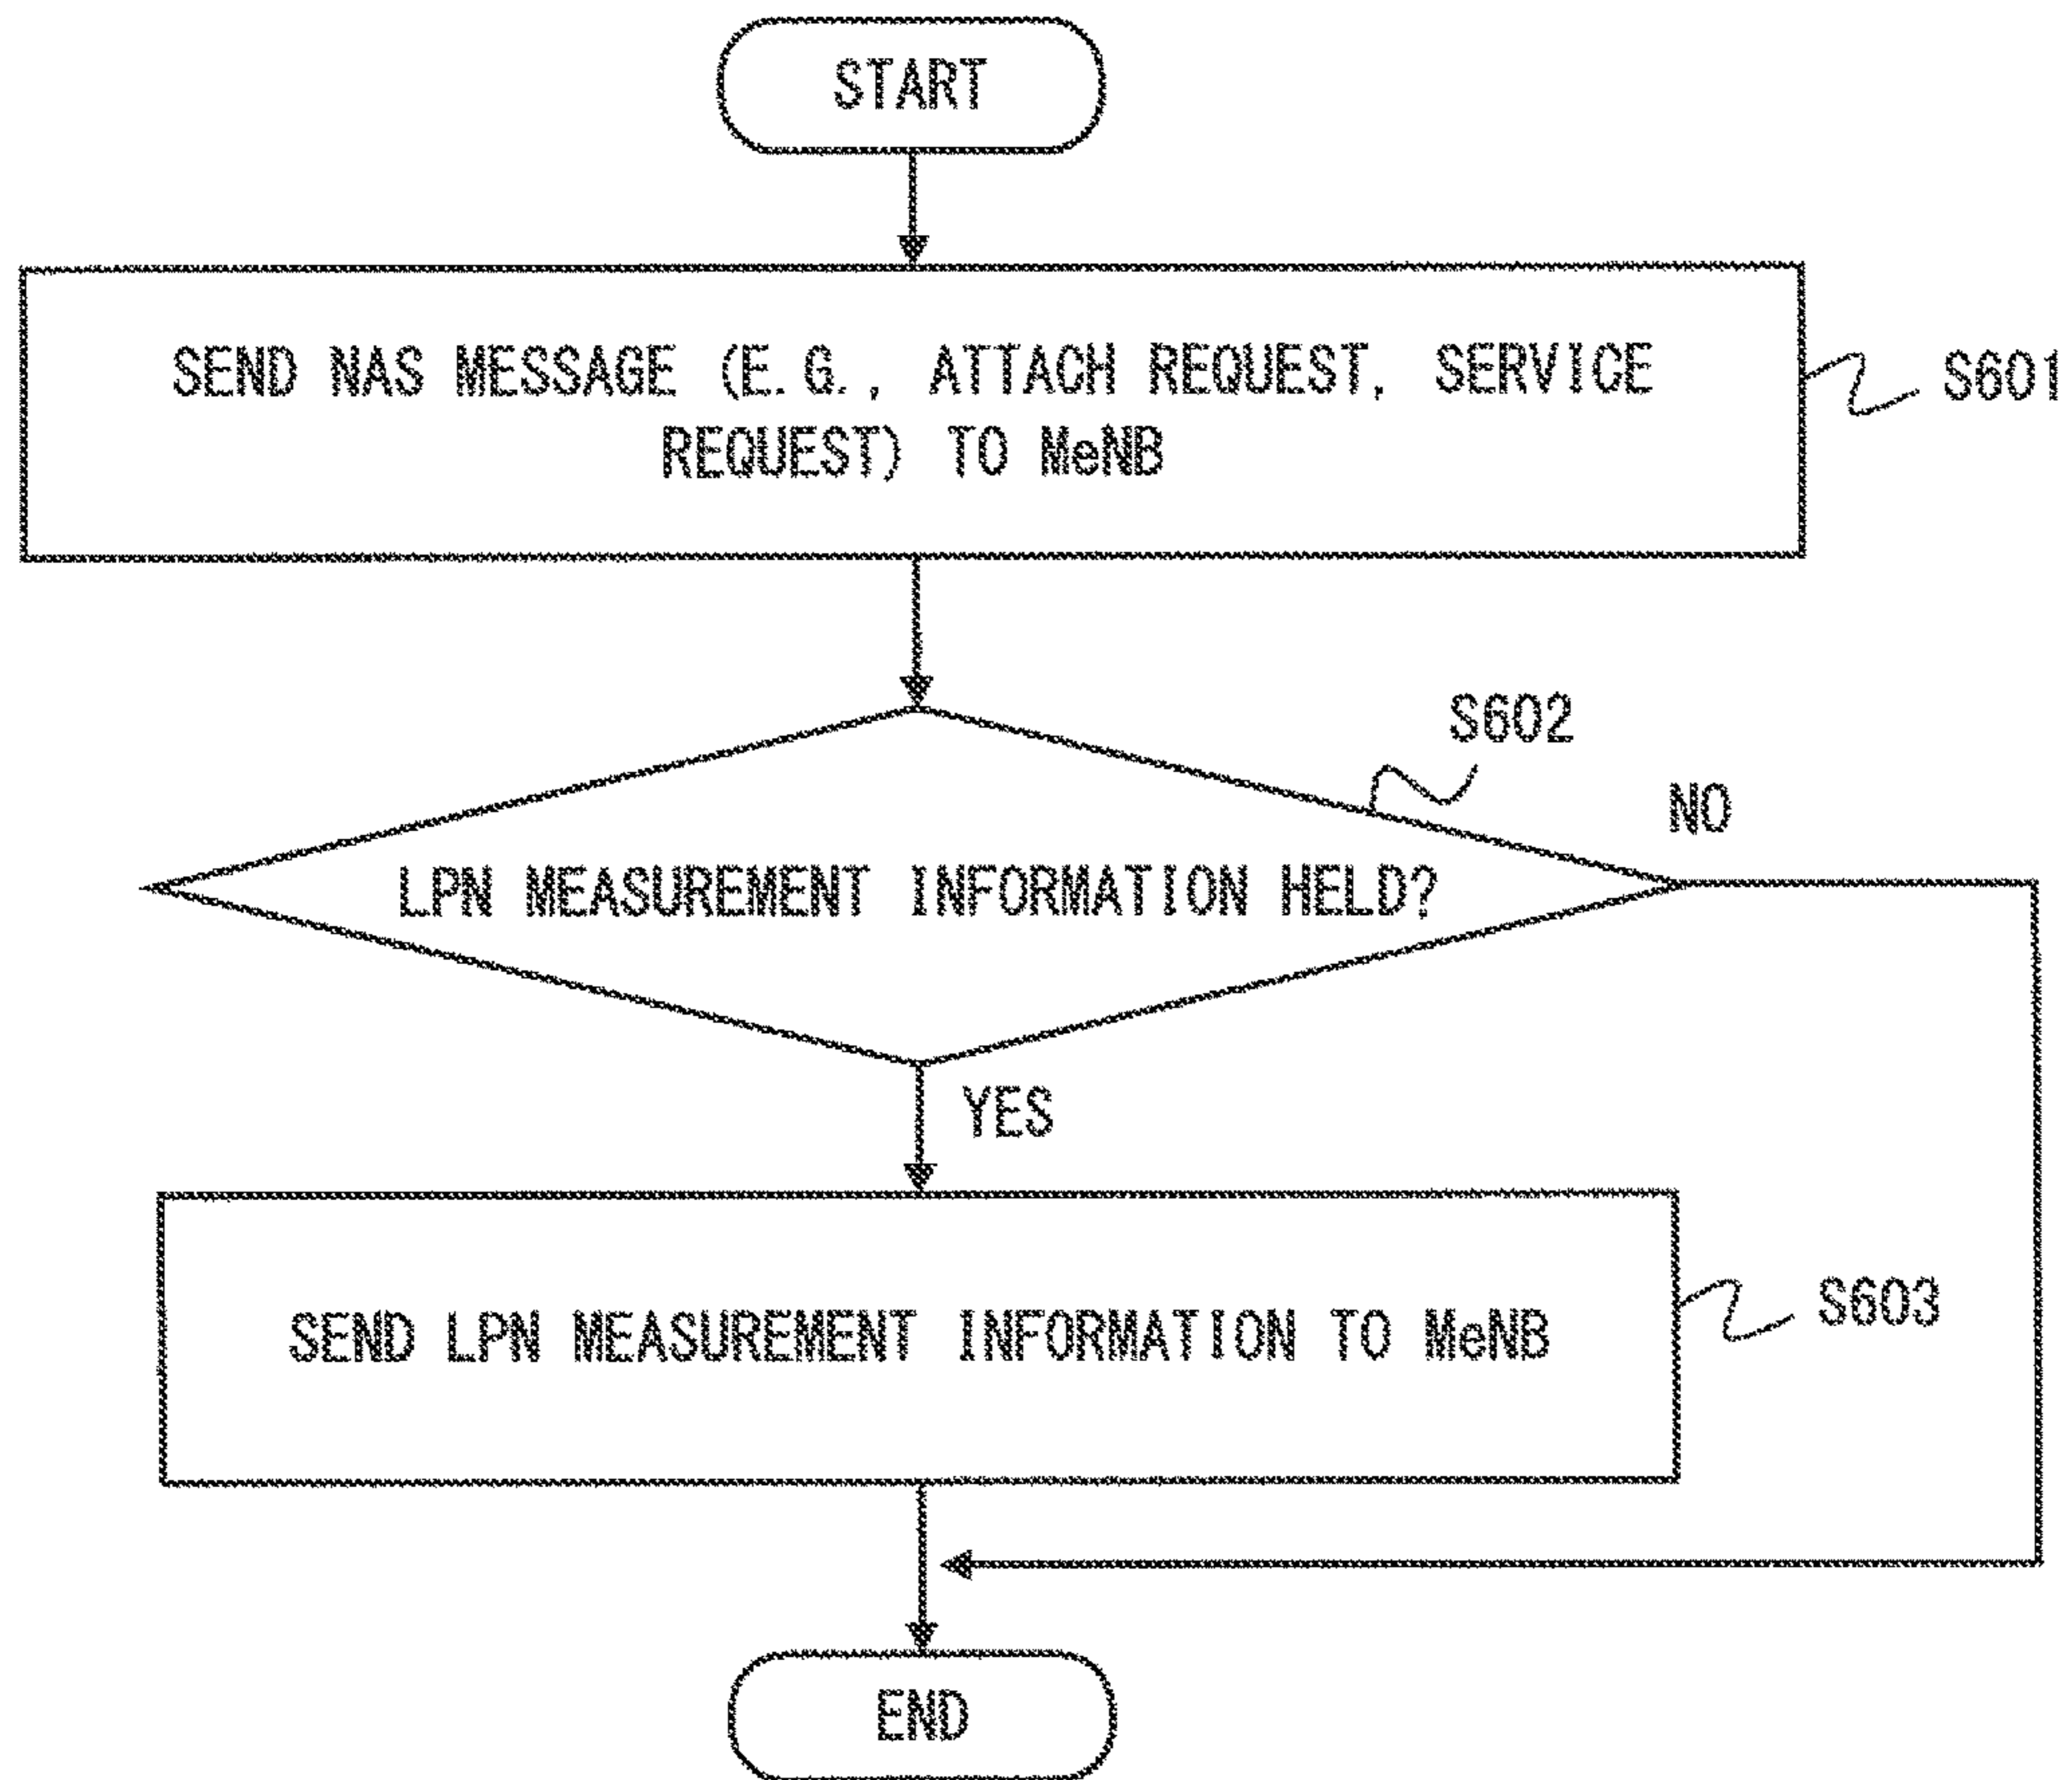 START
SEND NAS MESSAGE (E.G., ATTACH REQUEST, SERVICE
REQUEST) TO MeNB
S601
S602
NO
LPN MEASUREMENT INFORMATION HELD?
YES
SEND LPN MEASUREMENT INFORMATION TO MeNB
S603
END